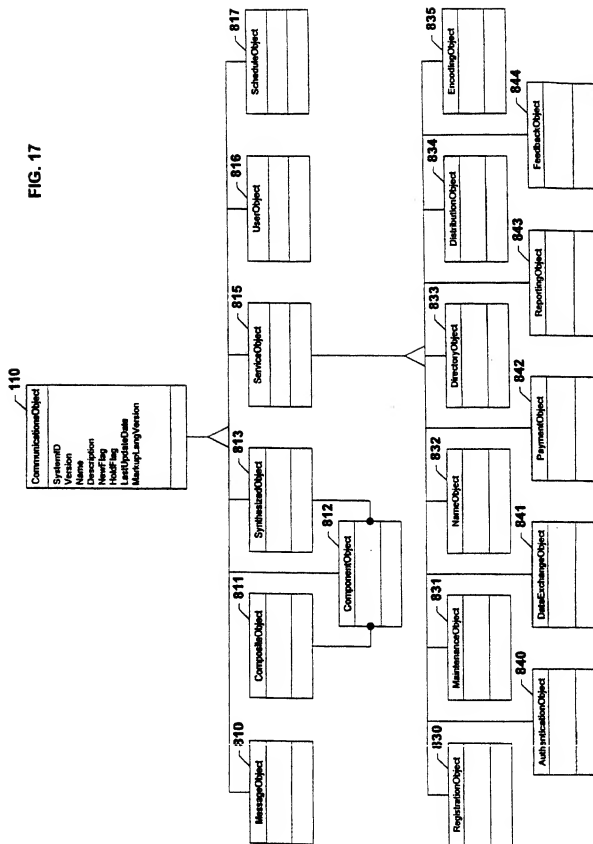 FIG. 17
110
CommunicationsObject
SystemID
Version
Name
Description
NewFlag
HoldFlag
LastUpdateDate
MarkupLangVersion
810
MessageObject
811
CompositeObject
812
ComponentObject
813
SynthesizedObject
815
ServiceObject
816
UserObject
817
ScheduleObject
830
RegistrationObject
831
MaintenanceObject
832
NameObject
833
DirectoryObject
834
DistributionObject
835
EncodingObject
840
AuthenticationObject
841
DataExchangeObject
842
PaymentObject
843
ReportingObject
844
FeedbackObject